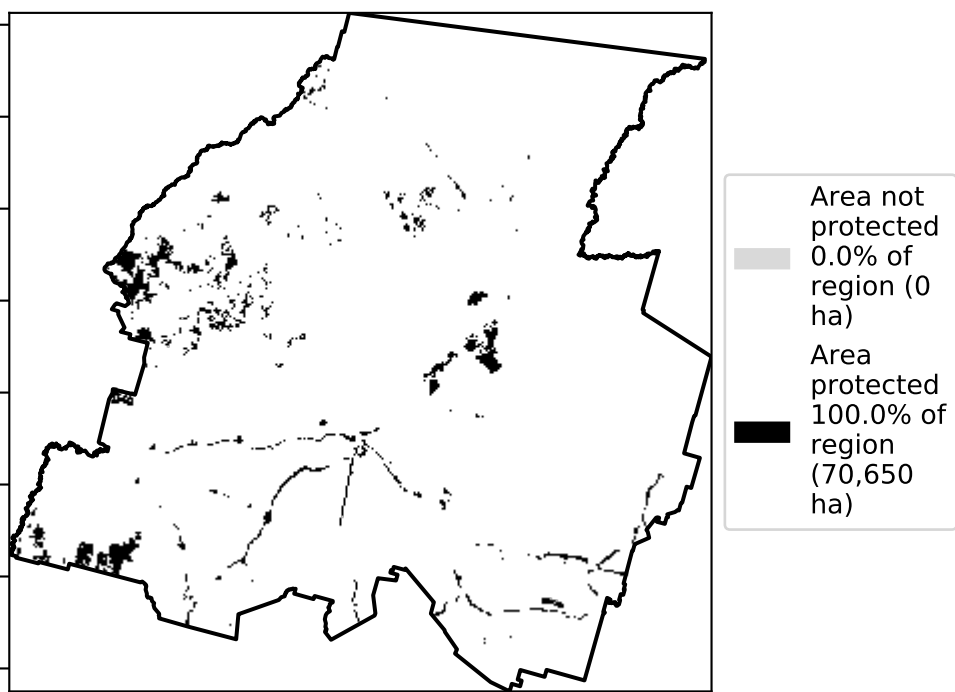 Area not
protected
0.0% of
region (0
ha)
Area
protected
100.0% of
region
(70,650
ha)